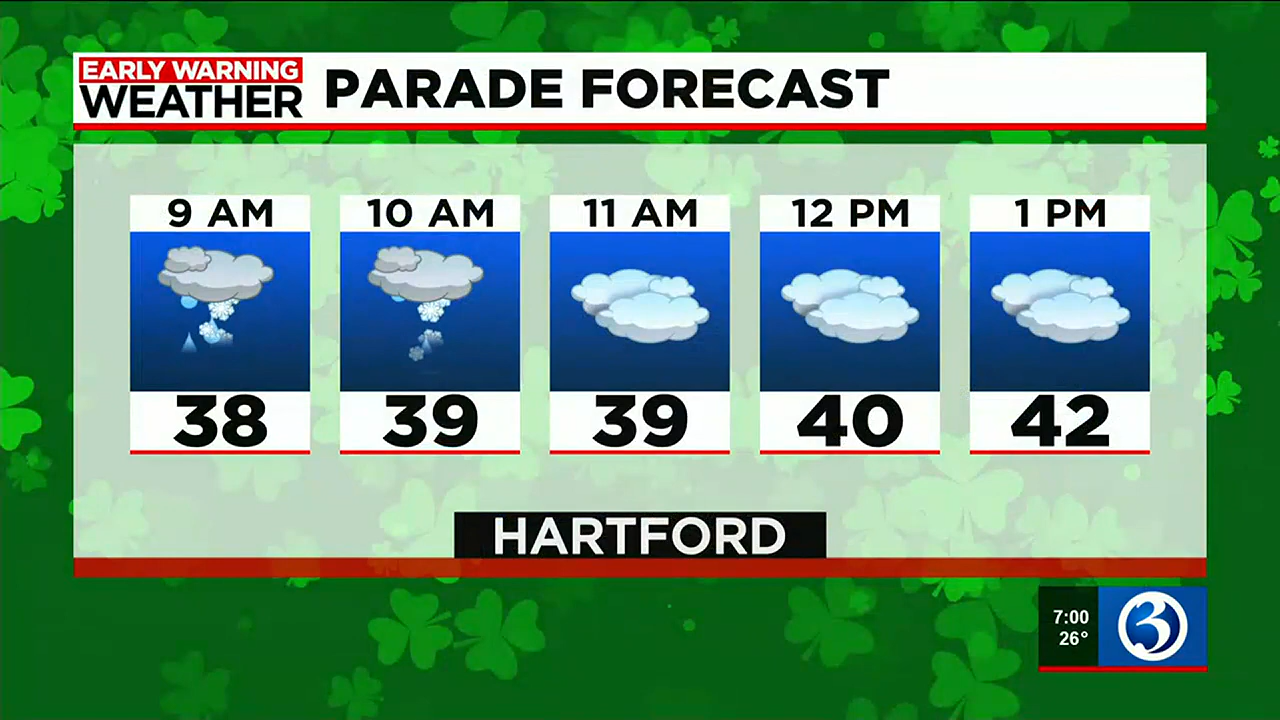 EARLY WARNING
WEATHER
PARADE FORECAST
9 AM
10 AM
11 AM
12 PM
1 PM
38
39
39
40
42
HARTFORD
7:00
26°
3